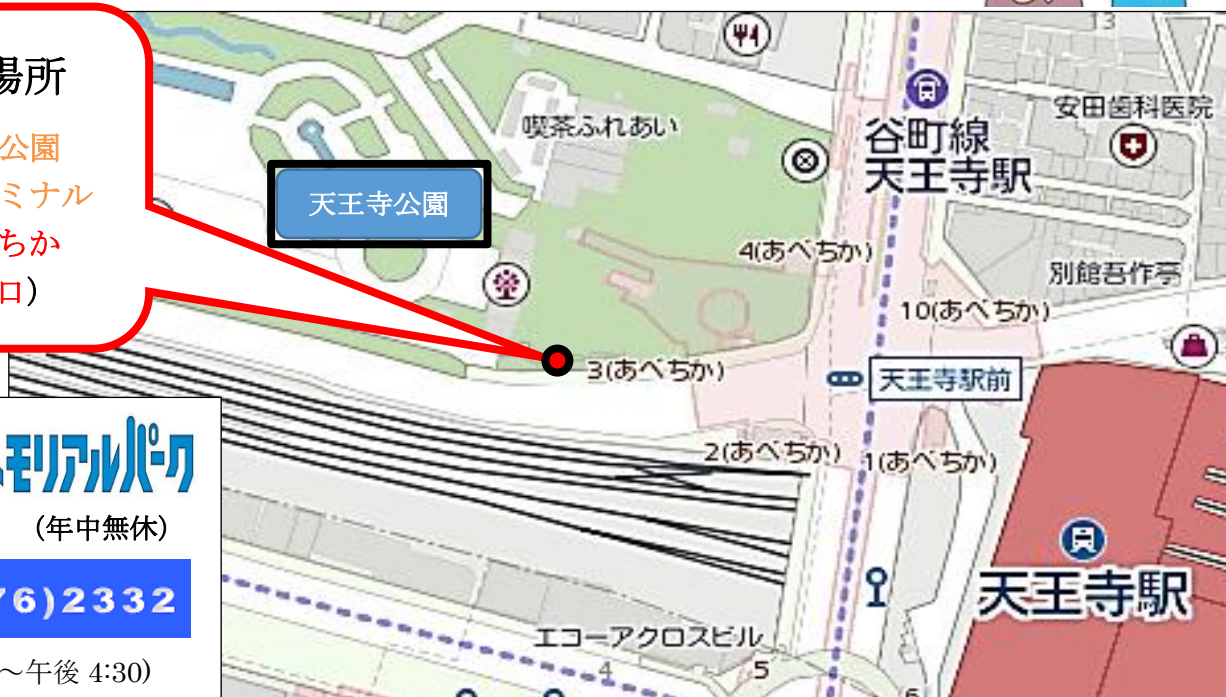 場所
公園
ミナル
ちか
口)
天王寺公園
喫茶ふれあい
谷町線
天王寺駅
安田歯科医院
13
4(あべちか)
別館吾作亭
10(あべちか)
3(あべちか)
天王寺駅前
2(あべちか)
1(あべちか)
モリアルパーク
(年中無休)
76)2332
～午後 4:30)
天王寺駅
エコーアクロスビル
4
5
6